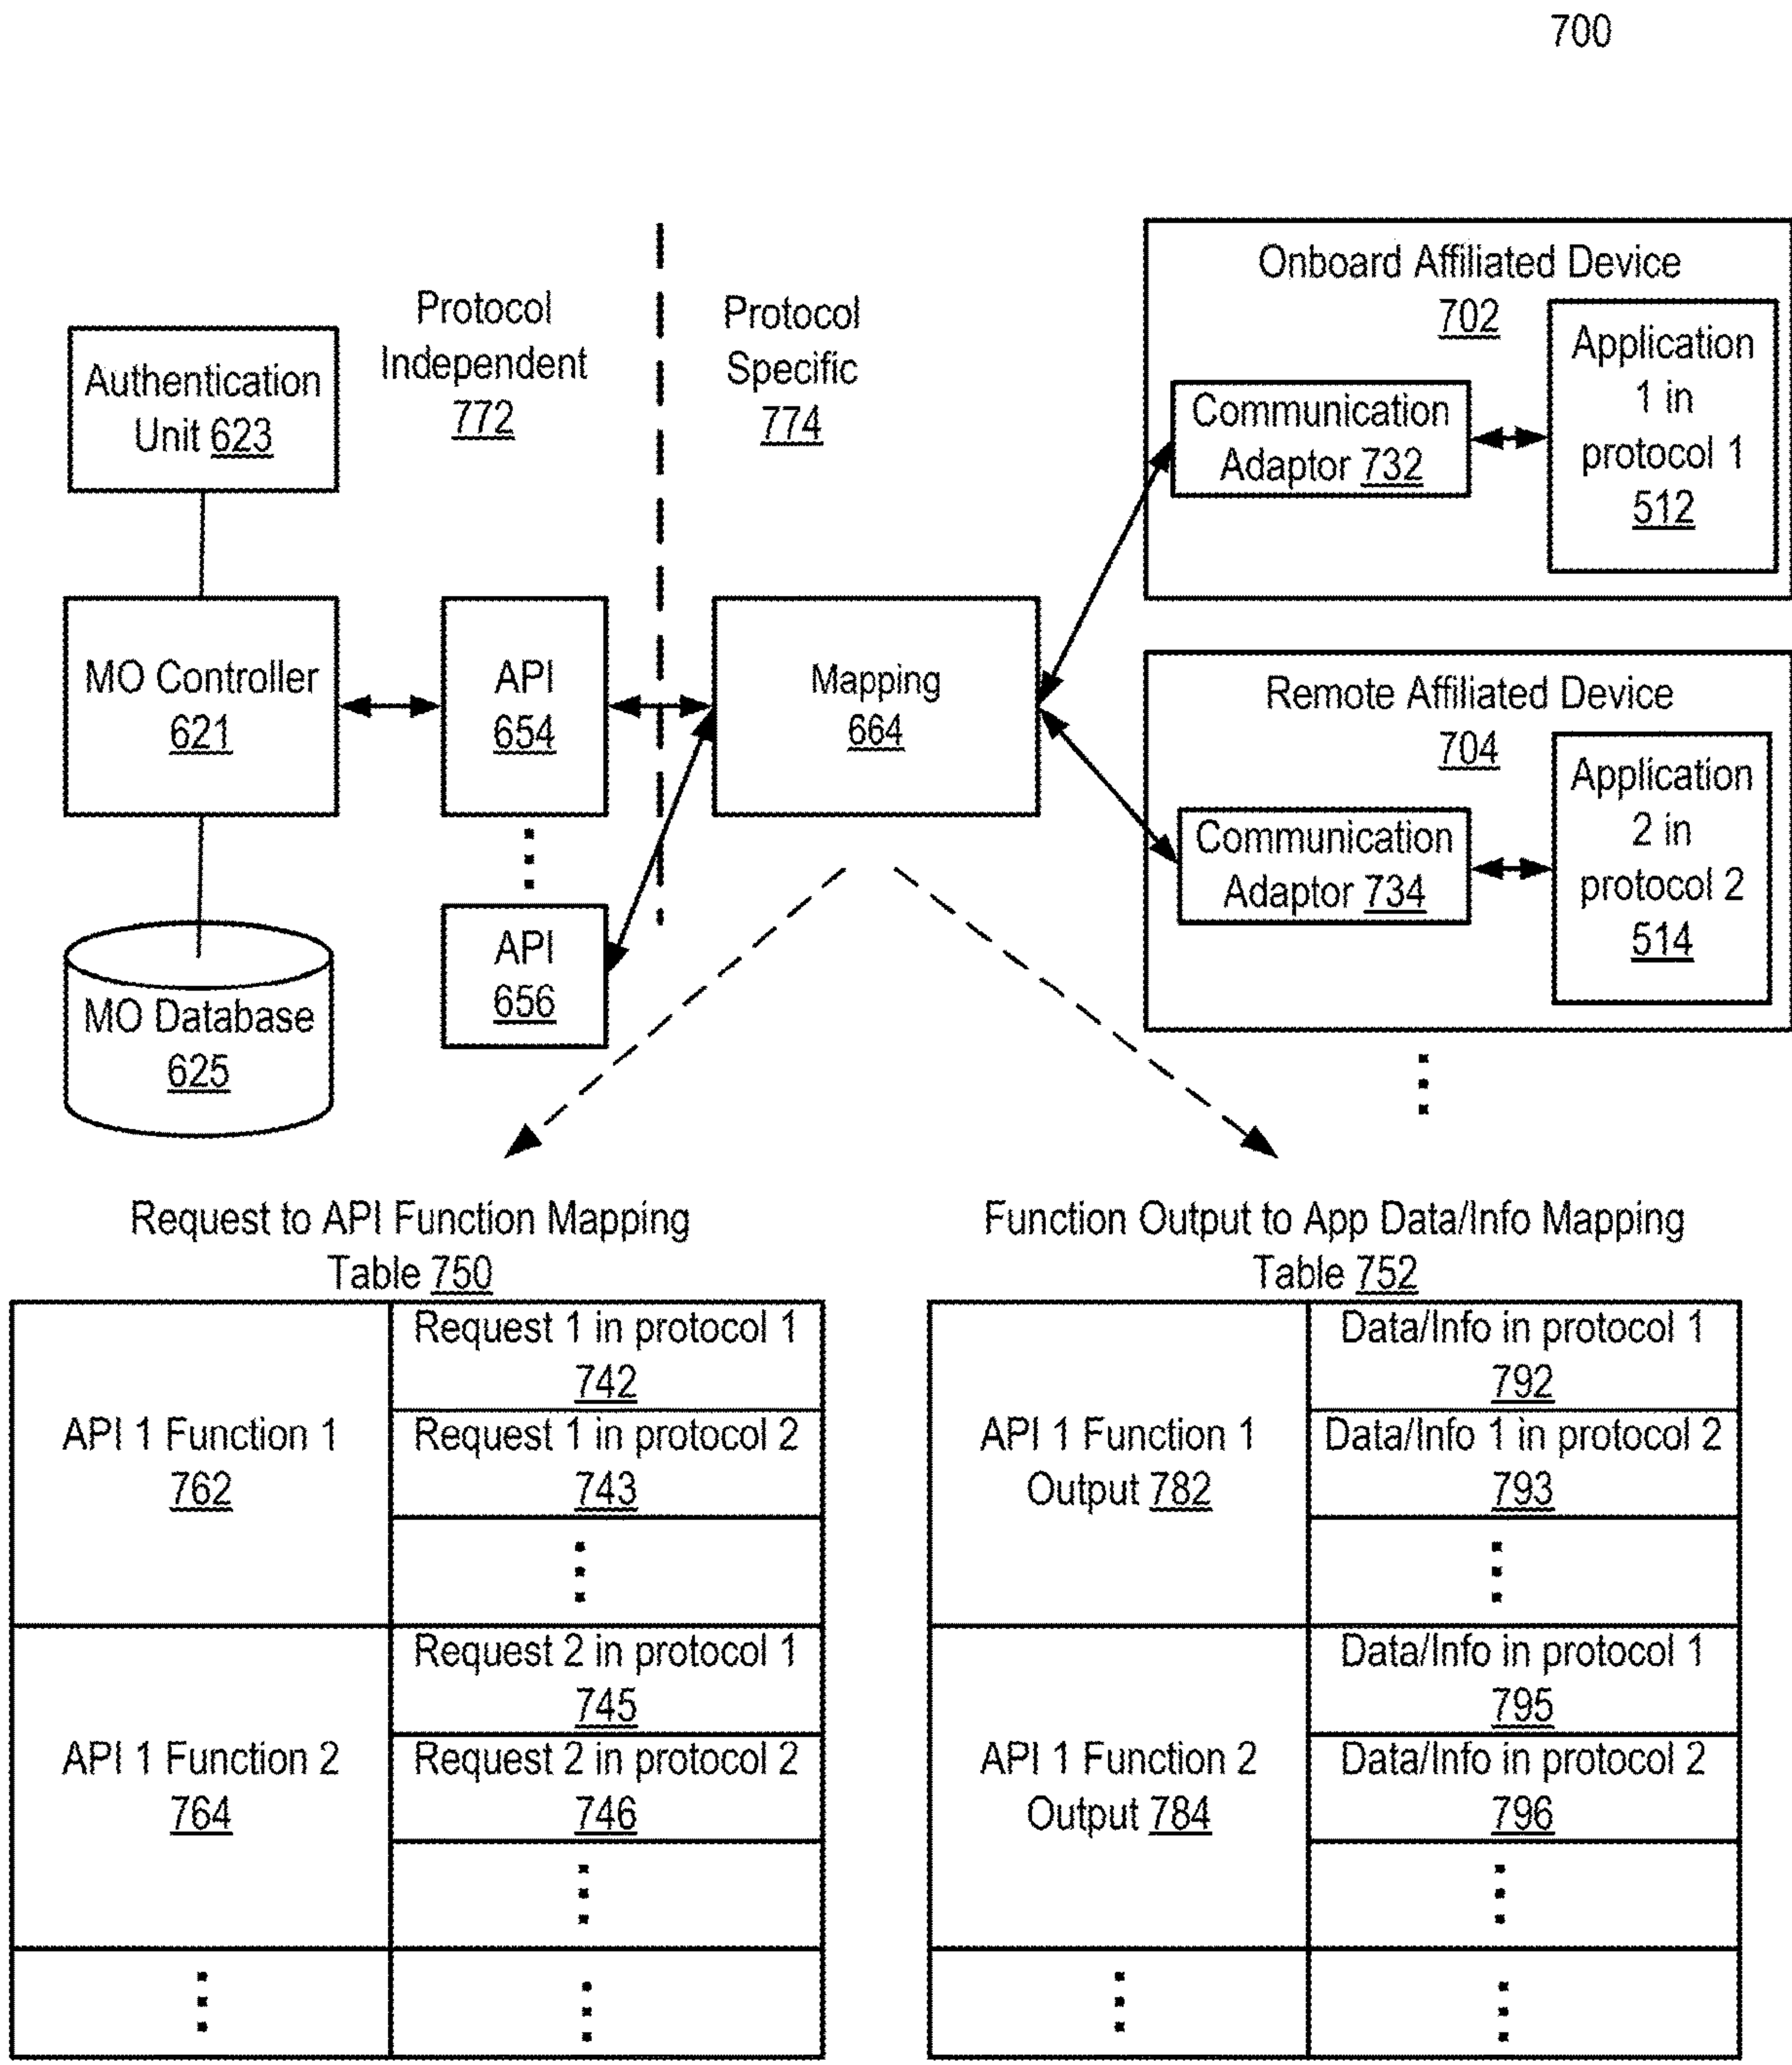 700
Authentication
Unit 623
Protocol
Independent
772
Protocol
Specific
774
Onboard Affiliated Device
702
Communication
Adaptor 732
Application
1 in
protocol 1
512
MO Controller
621
API
654
Mapping
664
Remote Affiliated Device
704
Communication
Adaptor 734
Application
2 in
protocol 2
514
API
656
MO Database
625
Request to API Function Mapping
Table 750
API 1 Function 1
762
Request 1 in protocol 1
742
Request 1 in protocol 2
743
API 1 Function 2
764
Request 2 in protocol 1
745
Request 2 in protocol 2
746
Function Output to App Data/Info Mapping
Table 752
API 1 Function 1
Output 782
Data/Info in protocol 1
792
Data/Info 1 in protocol 2
793
API 1 Function 2
Output 784
Data/Info in protocol 1
795
Data/Info in protocol 2
796